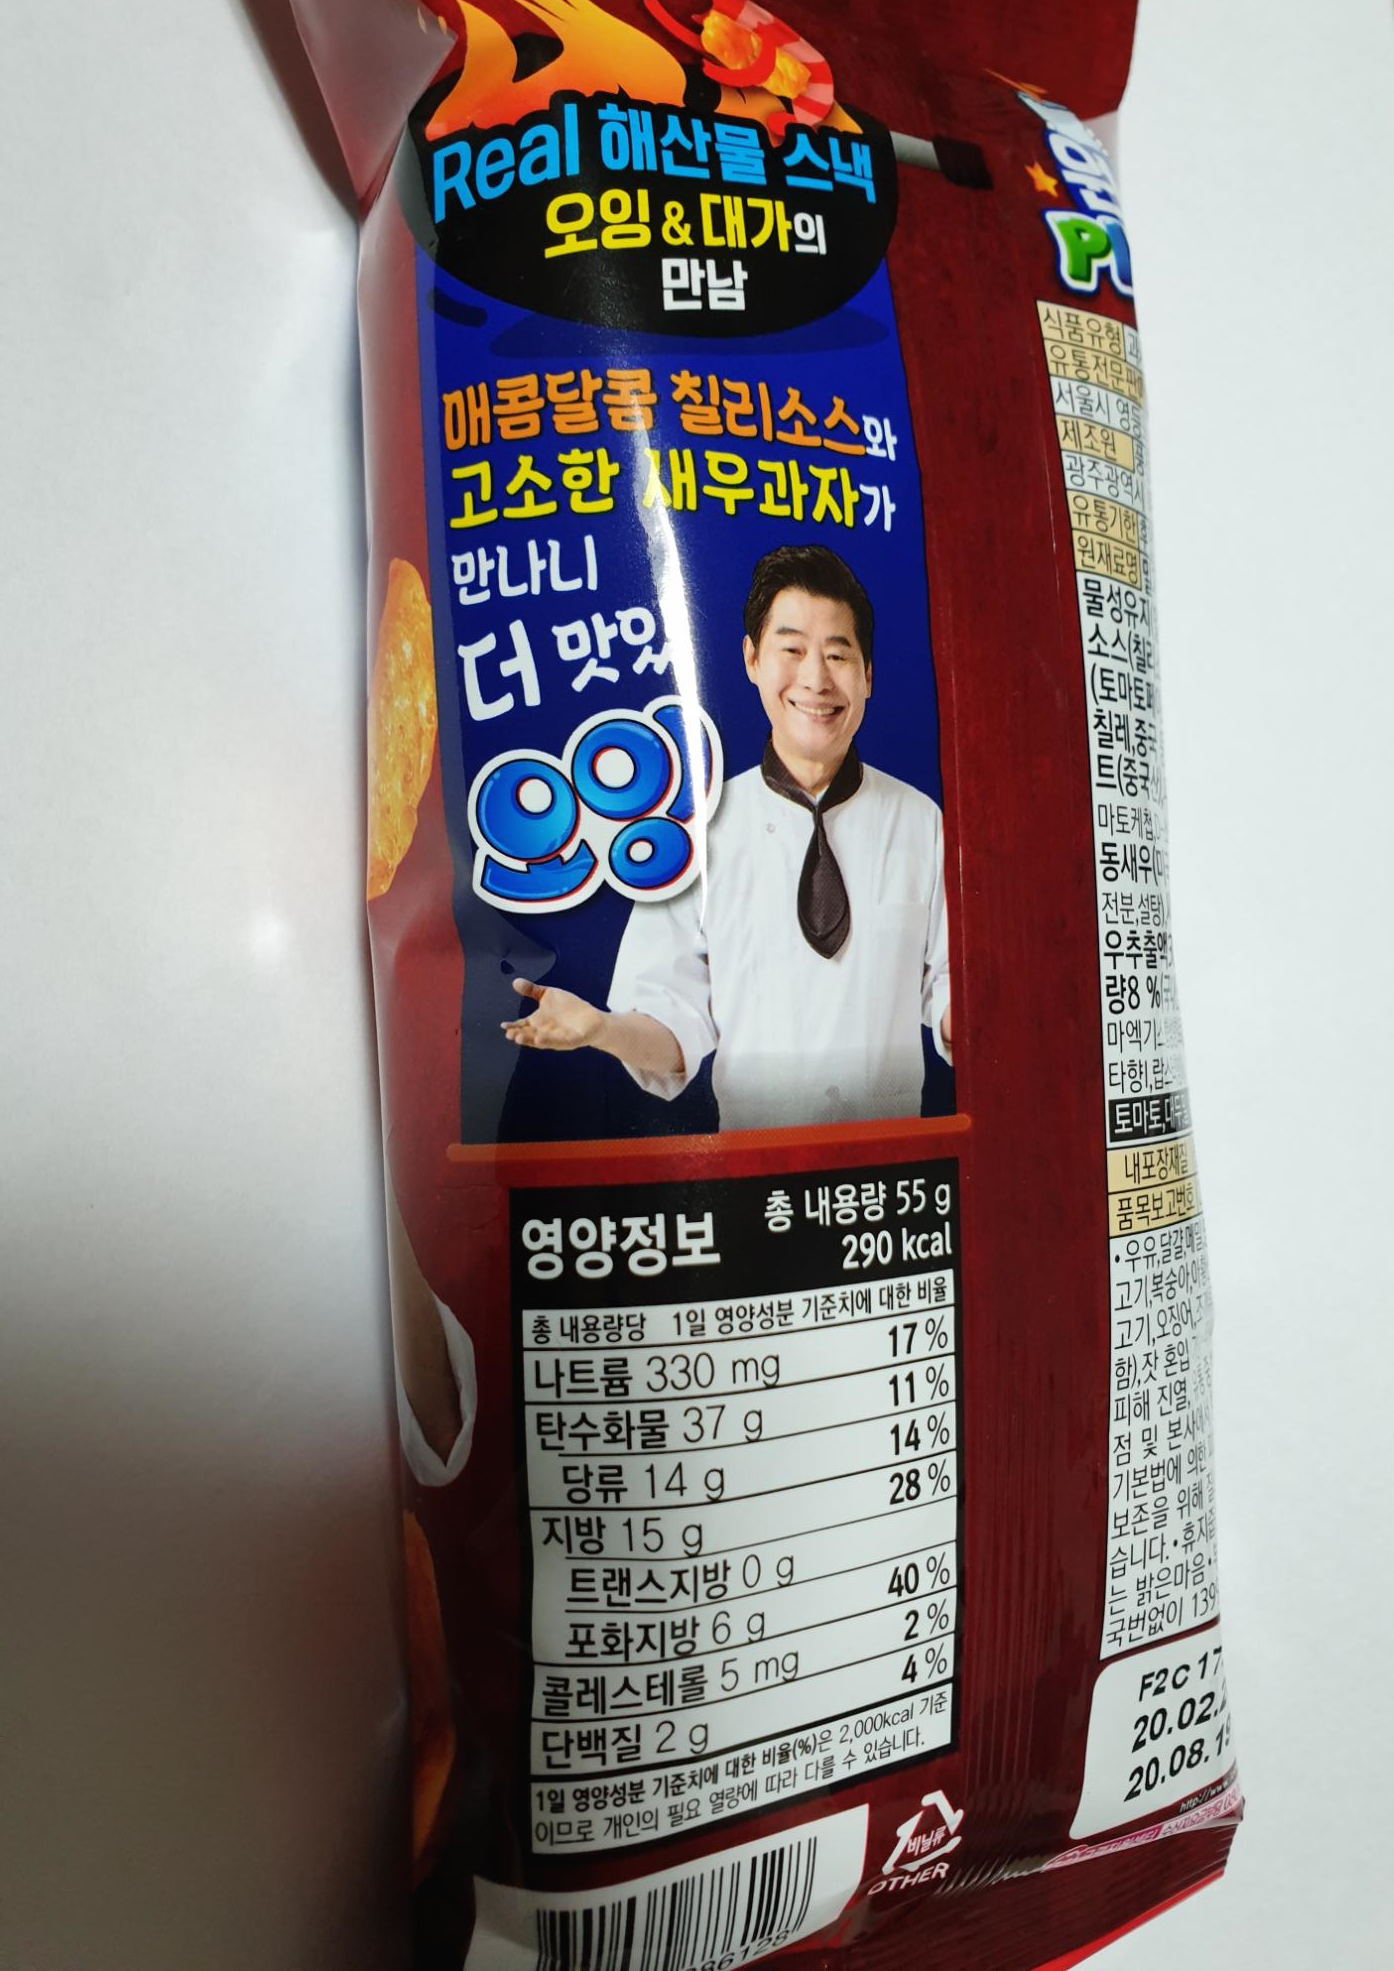 Real 해산물 스낵
오잉&대가의
만남
매콤달콤 칠리소스와
고소한 새우과자가
만나니
더 맛있
오잉
영양정보
총 내용량 55 g
290 kcal
총 내용량당 1일 영양성분 기준치에 대한 비율
나트륨 330 mg 17 %
탄수화물 37 g 11 %
당류 14 g 14 %
지방 15 g 28 %
트랜스지방 0 g
포화지방 6 g 40 %
콜레스테롤 5 mg 2 %
단백질 2 g 4 %
1일 영양성분 기준치에 대한 비율(%)은 2,000kcal 기준
이므로 개인의 필요 열량에 따라 다를 수 있습니다.
비닐류
OTHER
식품유형
유통전문
서울시
제조원
광주광역시
유통기한
원재료명
물성유지
소스(칠리
(토마토
칠레,중국
트(중국산
마토케첩
동새우(
전분,설탕)
우추출액
량8 %
마엑기스
타향
토마토,대두
내포장재질
품목보고번호
•우유,달걀,메밀
고기,복숭아
고기,오징어,조
함),잣 혼입
피해 진열,
점 및 본사
기본법에 의한
보존을 위해
습니다.•휴지
는 밝은마음•
국번없이 139
F2C 17
20.02.
20.08.1